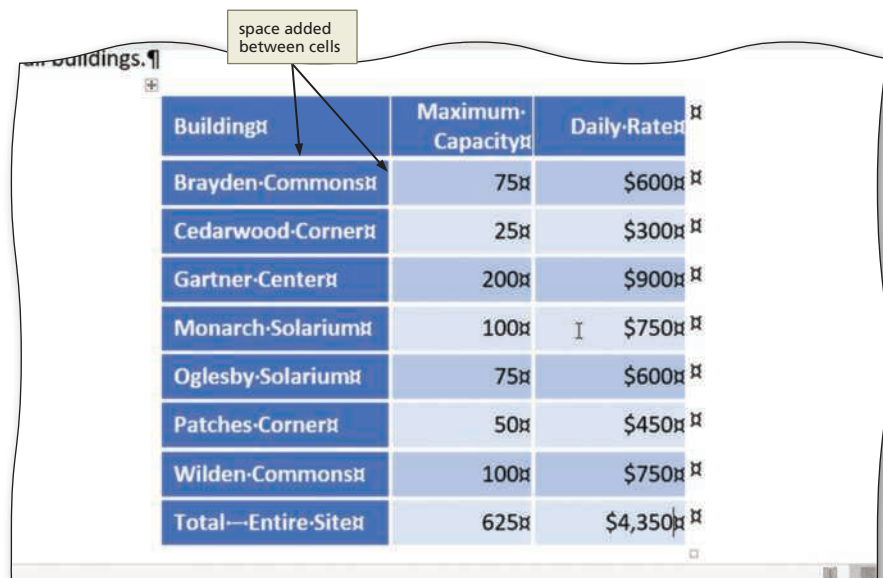 space added
between cells
buildings.¶
Building¤ Maximum· Capacity¤ Daily·Rate¤ ¤
Brayden·Commons¤ 75¤ $600¤ ¤
Cedarwood·Corner¤ 25¤ $300¤ ¤
Gartner·Center¤ 200¤ $900¤ ¤
Monarch·Solarium¤ 100¤ $750¤ ¤
Oglesby·Solarium¤ 75¤ $600¤ ¤
Patches·Corner¤ 50¤ $450¤ ¤
Wilden·Commons¤ 100¤ $750¤ ¤
Total·—·Entire·Site¤ 625¤ $4,350¤ ¤